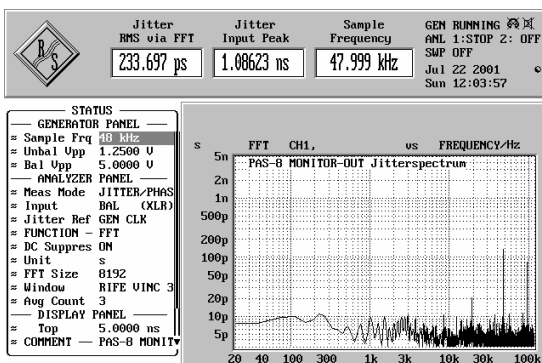 R S
Jitter
RMS via FFT
233.697 ps
Jitter
Input Peak
1.08623 ns
Sample
Frequency
47.999 kHz
GEN RUNNING
ANL 1:STOP 2: OFF
SWP OFF
Jul 22 2001
Sun 12:03:57
STATUS
GENERATOR PANEL
≈ Sample Frq 48 kHz
≈ Unbal Vpp 1.2500 V
≈ Bal Vpp 5.0000 V
ANALYZER PANEL
≈ Meas Mode JITTER/PHAS
≈ Input BAL (XLR)
≈ Jitter Ref GEN CLK
≈ FUNCTION – FFT
≈ DC Suppres ON
≈ Unit s
≈ FFT Size 8192
≈ Window RIFE VINC 3
≈ Avg Count 3
DISPLAY PANEL
≈ Top 5.0000 ns
≈ COMMENT – PAS-8 MONIT
s FFT CH1, vs FREQUENCY/Hz
PAS-8 MONITOR-OUT Jitterspectrum
5n
2n
1n
500p
200p
100p
50p
20p
10p
5p
20 40 100 300 1k 3k 10k 30k 100k